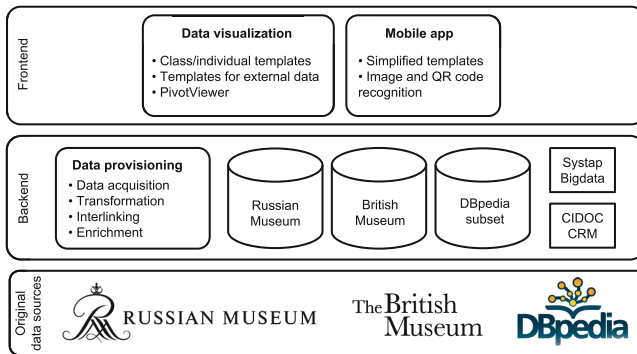 Frontend
Data visualization
• Class/individual templates
• Templates for external data
• PivotViewer
Mobile app
• Simplified templates
• Image and QR code
recognition
Backend
Data provisioning
• Data acquisition
• Transformation
• Interlinking
• Enrichment
Russian
Museum
British
Museum
DBpedia
subset
Systap
Bigdata
CIDOC
CRM
Original
data sources
RUSSIAN MUSEUM
The British
Museum
DBpedia